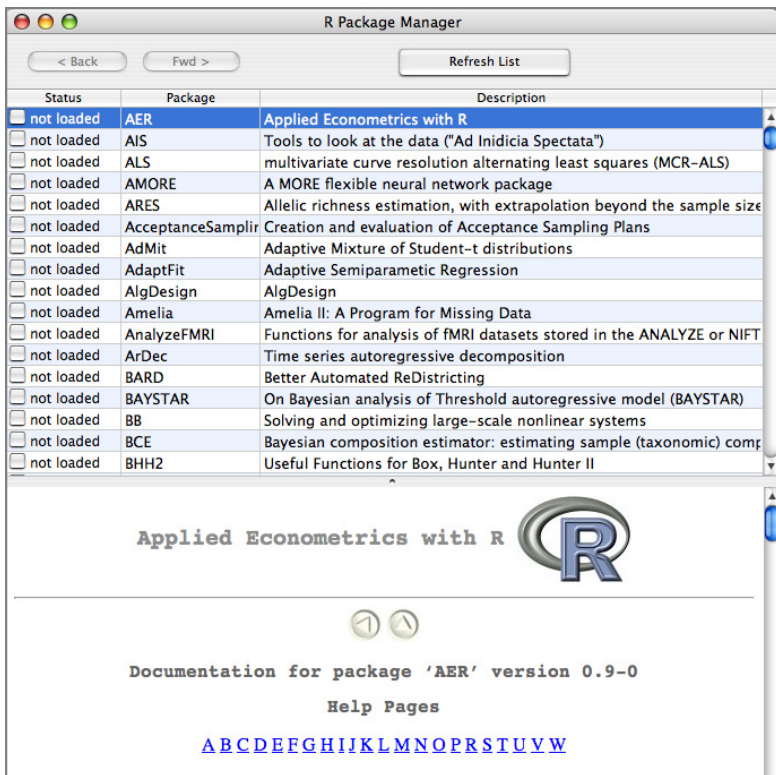 R Package Manager
< Back Fwd > Refresh List
Status Package Description
not loaded AER Applied Econometrics with R
not loaded AIS Tools to look at the data ("Ad Inidicia Spectata")
not loaded ALS multivariate curve resolution alternating least squares (MCR-ALS)
not loaded AMORE A MORE flexible neural network package
not loaded ARES Allelic richness estimation, with extrapolation beyond the sample size
not loaded AcceptanceSamplin Creation and evaluation of Acceptance Sampling Plans
not loaded AdMit Adaptive Mixture of Student-t distributions
not loaded AdaptFit Adaptive Semiparametic Regression
not loaded AlgDesign AlgDesign
not loaded Amelia Amelia II: A Program for Missing Data
not loaded AnalyzeFMRI Functions for analysis of fMRI datasets stored in the ANALYZE or NIFT
not loaded ArDec Time series autoregressive decomposition
not loaded BARD Better Automated ReDistricting
not loaded BAYSTAR On Bayesian analysis of Threshold autoregressive model (BAYSTAR)
not loaded BB Solving and optimizing large-scale nonlinear systems
not loaded BCE Bayesian composition estimator: estimating sample (taxonomic) comp
not loaded BHH2 Useful Functions for Box, Hunter and Hunter II
Applied Econometrics with R R
Documentation for package ‘AER’ version 0.9-0
Help Pages
A B C D E F G H I J K L M N O P R S T U V W